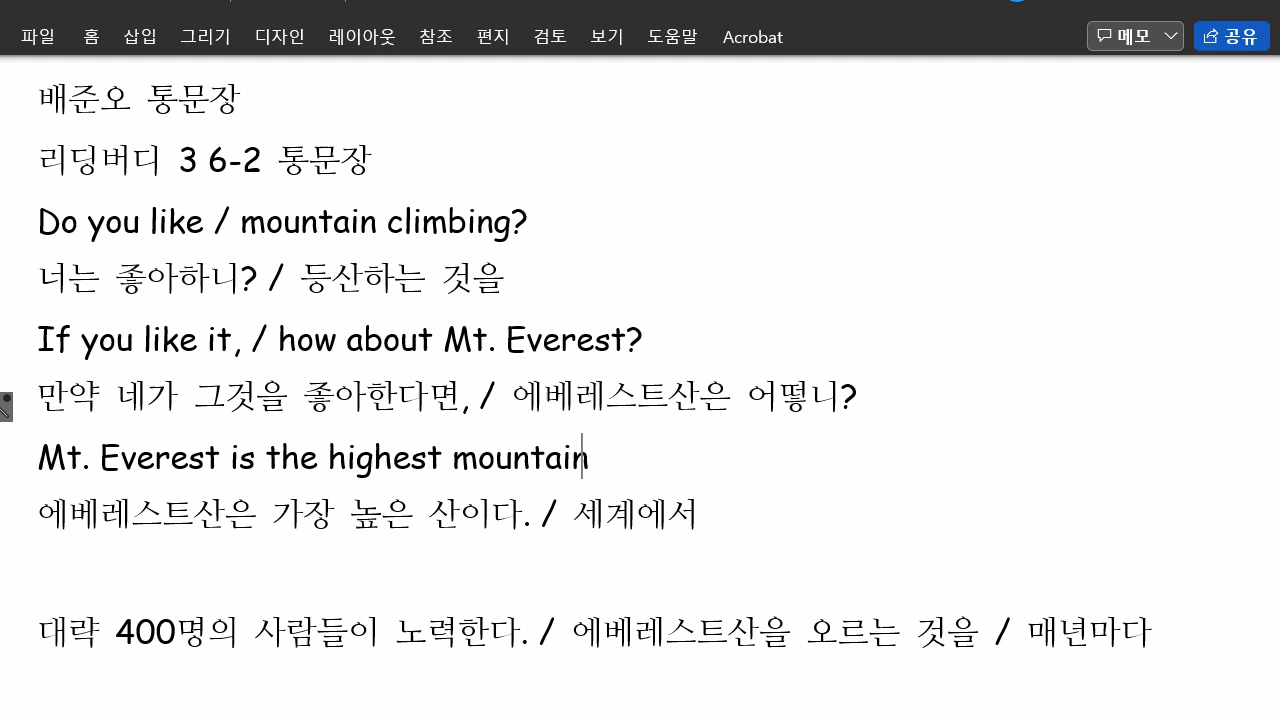 파일 홈 삽입 그리기 디자인 레이아웃 참조 편지 검토 보기 도움말 Acrobat 메모 공유
배준오 통문장
리딩버디 3 6-2 통문장
Do you like / mountain climbing?
너는 좋아하니? / 등산하는 것을
If you like it, / how about Mt. Everest?
만약 네가 그것을 좋아한다면, / 에베레스트산은 어떻니?
Mt. Everest is the highest mountain
에베레스트산은 가장 높은 산이다. / 세계에서
대략 400명의 사람들이 노력한다. / 에베레스트산을 오르는 것을 / 매년마다